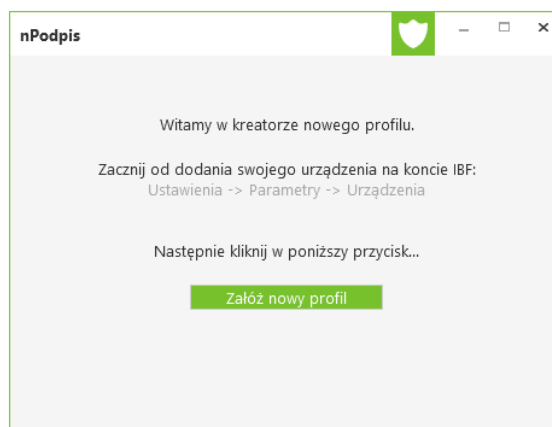 nPodpis
Witamy w kreatorze nowego profilu.
Zacznij od dodania swojego urządzenia na koncie IBF:
Ustawienia -> Parametry -> Urządzenia
Następnie kliknij w poniższy przycisk...
Załóż nowy profil